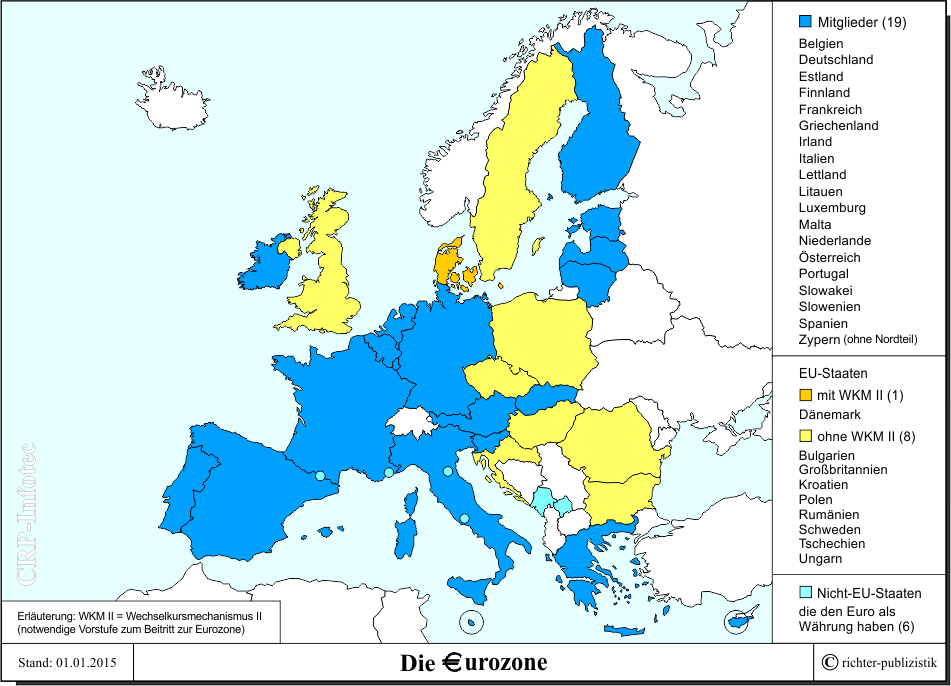 Mitglieder (19)
Belgien
Deutschland
Estland
Finnland
Frankreich
Griechenland
Irland
Italien
Lettland
Litauen
Luxemburg
Malta
Niederlande
Österreich
Portugal
Slowakei
Slowenien
Spanien
Zypern (ohne Nordteil)
EU-Staaten
mit WKM II (1)
Dänemark
ohne WKM II (8)
Bulgarien
Großbritannien
Kroatien
Polen
Rumänien
Schweden
Tschechien
Ungarn
Nicht-EU-Staaten
die den Euro als
Währung haben (6)
CRP-Infotec
Erläuterung: WKM II = Wechselkursmechanismus II
(notwendige Vorstufe zum Beitritt zur Eurozone)
Stand: 01.01.2015
Die €urozone
© richter-publizistik